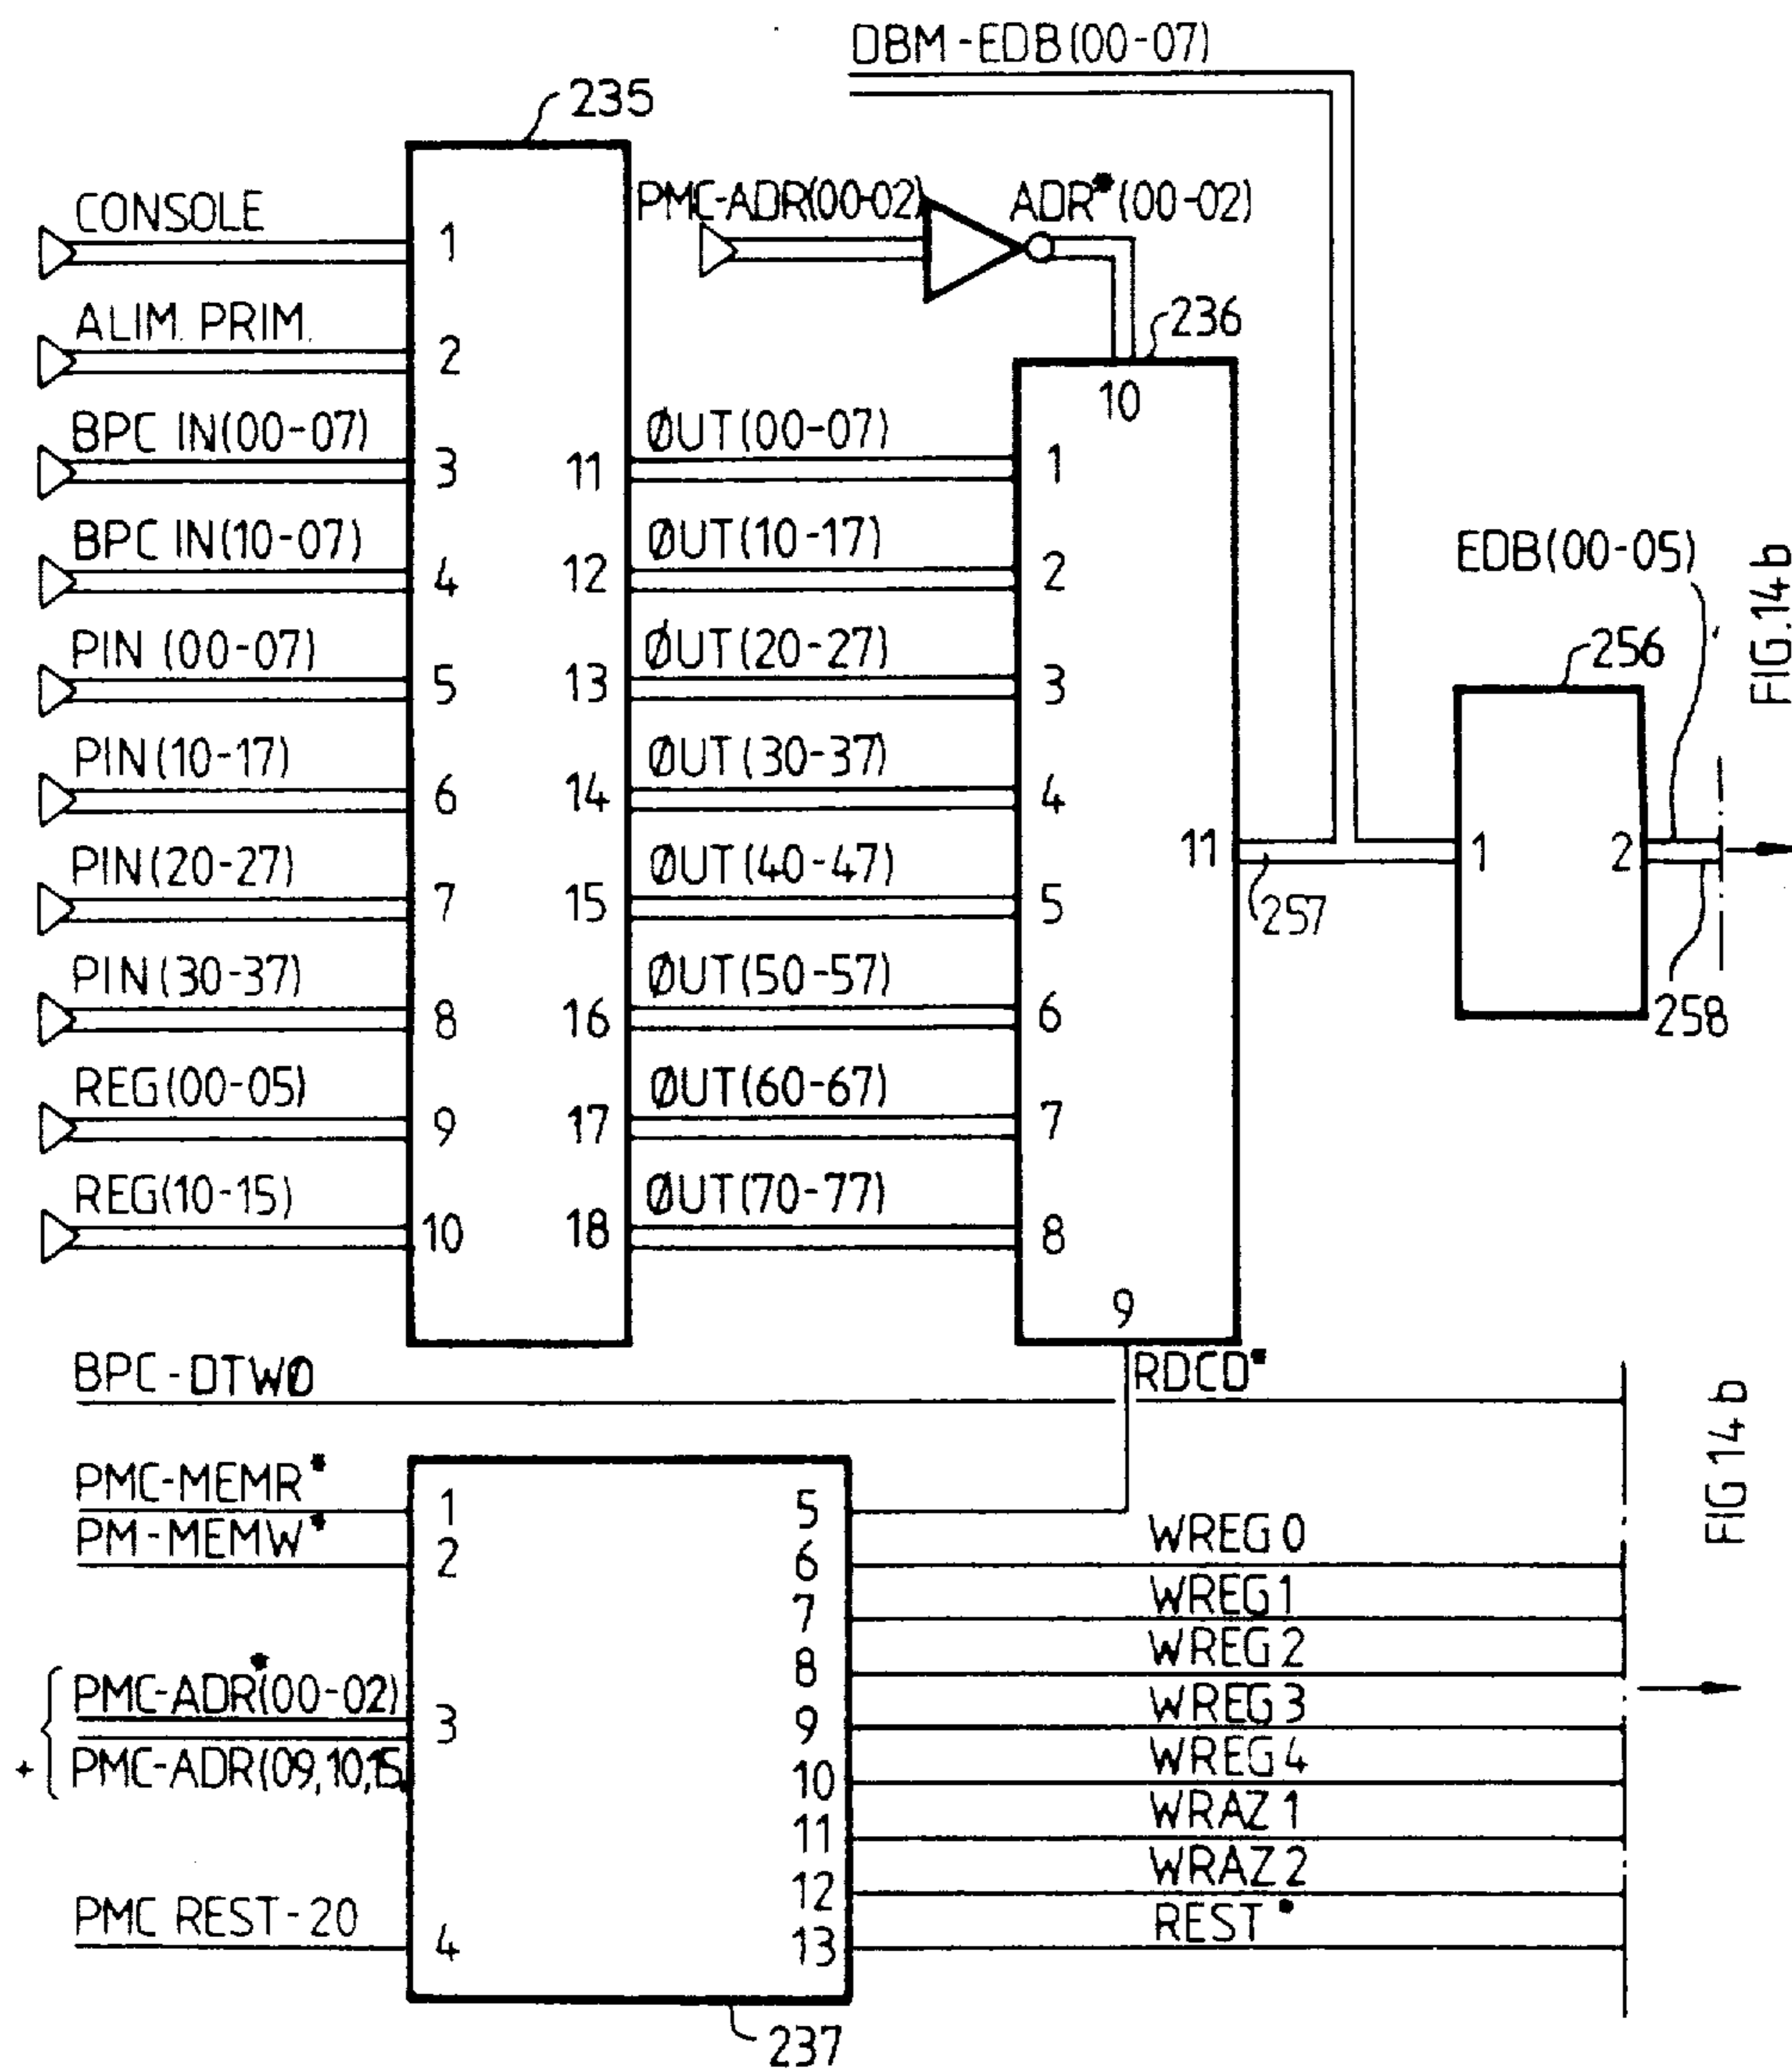 DBM-EDB(00-07)
235
CONSOLE
1
PMC-ADR(00-02)
ADR*(00-02)
ALIM. PRIM.
2
236
10
BPC IN(00-07)
3
11
ØUT(00-07)
1
BPC IN(10-07)
4
12
ØUT(10-17)
2
EDB(00-05)
FIG.14b
PIN (00-07)
5
13
ØUT(20-27)
3
256
PIN(10-17)
6
14
ØUT(30-37)
4
11
1
2
PIN(20-27)
7
15
ØUT(40-47)
5
257
PIN(30-37)
8
16
ØUT(50-57)
6
258
REG(00-05)
9
17
ØUT(60-67)
7
REG(10-15)
10
18
ØUT(70-77)
8
9
BPC-DTWØ
RDCD*
PMC-MEMR*
1
5
FIG 14b
PM-MEMW*
2
6
WREG 0
7
WREG 1
8
WREG 2
PMC-ADR*(00-02)
3
9
WREG 3
+ PMC-ADR(09,10,15,
10
WREG 4
11
WRAZ 1
12
WRAZ 2
PMC REST-20
4
13
REST*
237